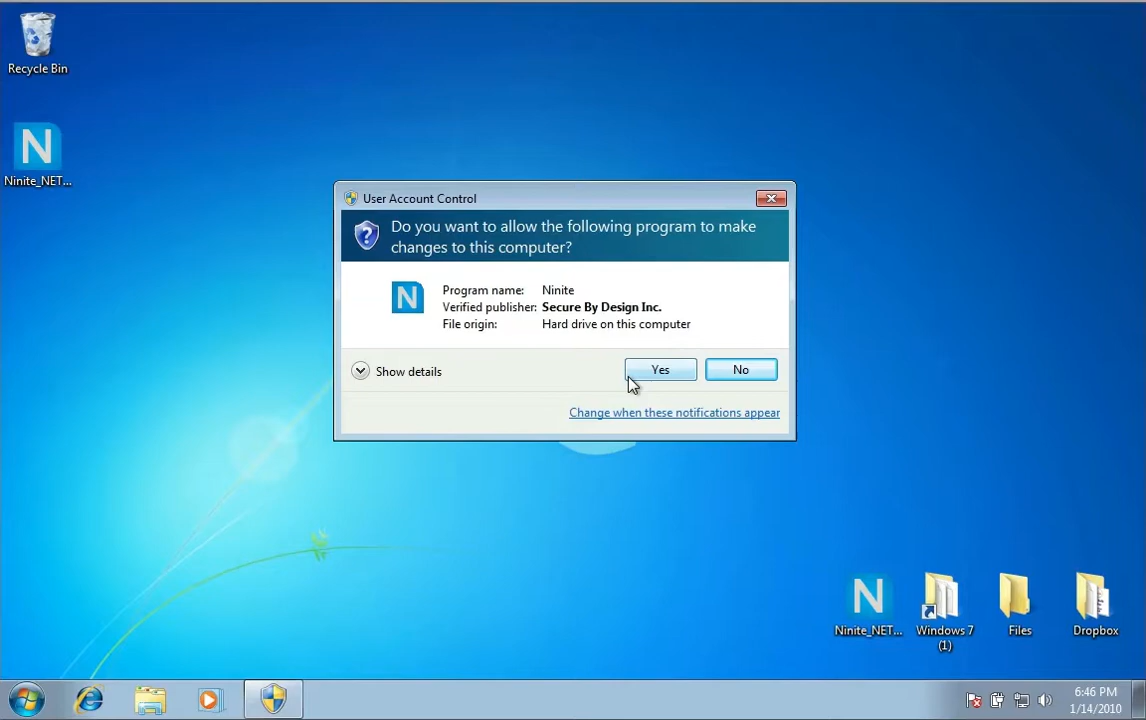 Recycle Bin
N
Ninite_NET...
User Account Control
Do you want to allow the following program to make
changes to this computer?
N
Program name: Ninite
Verified publisher: Secure By Design Inc.
File origin: Hard drive on this computer
Show details
Yes
No
Change when these notifications appear
N
Ninite_NET...
Windows 7
(1)
Files
Dropbox
6:46 PM
1/14/2010